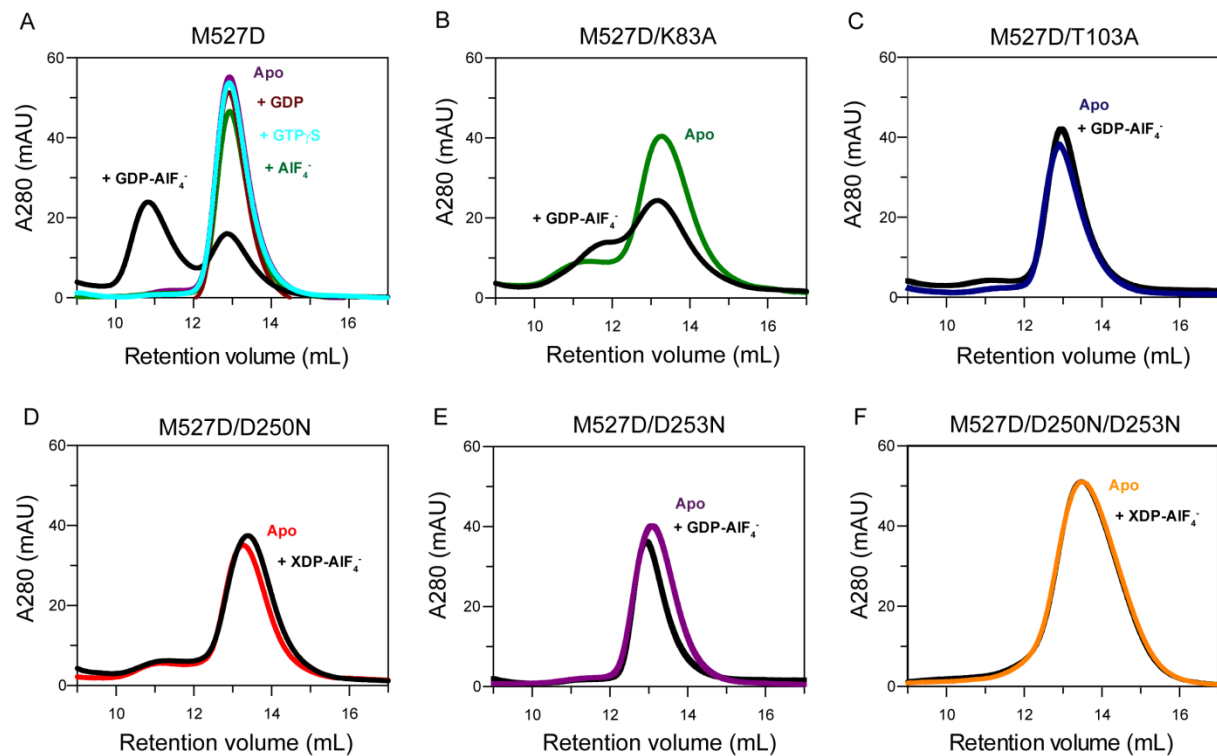 A
M527D
A280 (mAU)
60
40
20
0
Apo
+ GDP
+ GTPγS
+ AlF4-
+ GDP-AlF4-
10 12 14 16
Retention volume (mL)
B
M527D/K83A
A280 (mAU)
60
40
20
0
Apo
+ GDP-AlF4-
10 12 14 16
Retention volume (mL)
C
M527D/T103A
A280 (mAU)
60
40
20
0
Apo
+ GDP-AlF4-
10 12 14 16
Retention volume (mL)
D
M527D/D250N
A280 (mAU)
60
40
20
0
Apo
+ XDP-AlF4-
10 12 14 16
Retention volume (mL)
E
M527D/D253N
A280 (mAU)
60
40
20
0
Apo
+ GDP-AlF4-
10 12 14 16
Retention volume (mL)
F
M527D/D250N/D253N
A280 (mAU)
60
40
20
0
Apo
+ XDP-AlF4-
10 12 14 16
Retention volume (mL)